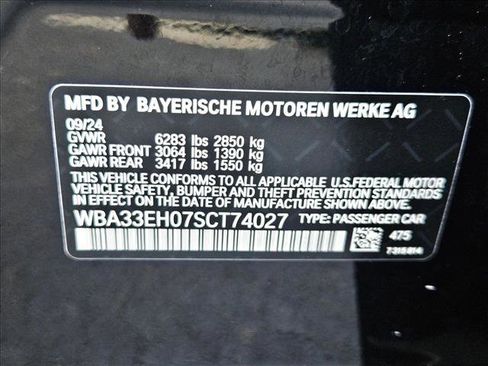 MFD BY BAYERISCHE MOTOREN WERKE AG
09/24
GVWR 6283 lbs 2850 kg
GAWR FRONT 3064 lbs 1390 kg
GAWR REAR 3417 lbs 1550 kg
THIS VEHICLE CONFORMS TO ALL APPLICABLE U.S. FEDERAL MOTOR
VEHICLE SAFETY, BUMPER AND THEFT PREVENTION STANDARDS
IN EFFECT ON THE DATE OF MANUFACTURE SHOWN ABOVE.
WBA33EH07SCT74027 TYPE: PASSENGER CAR
475
7315814